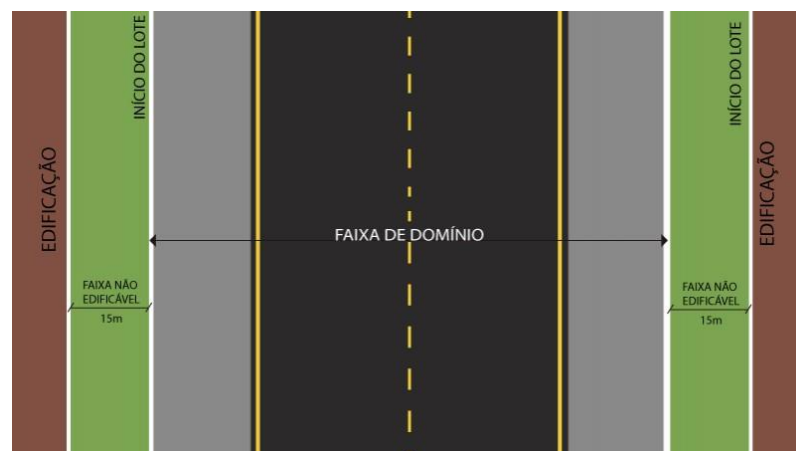 INÍCIO DO LOTE
INÍCIO DO LOTE
EDIFICAÇÃO
EDIFICAÇÃO
FAIXA DE DOMÍNIO
FAIXA NÃO
EDIFICÁVEL
15m
FAIXA NÃO
EDIFICÁVEL
15m